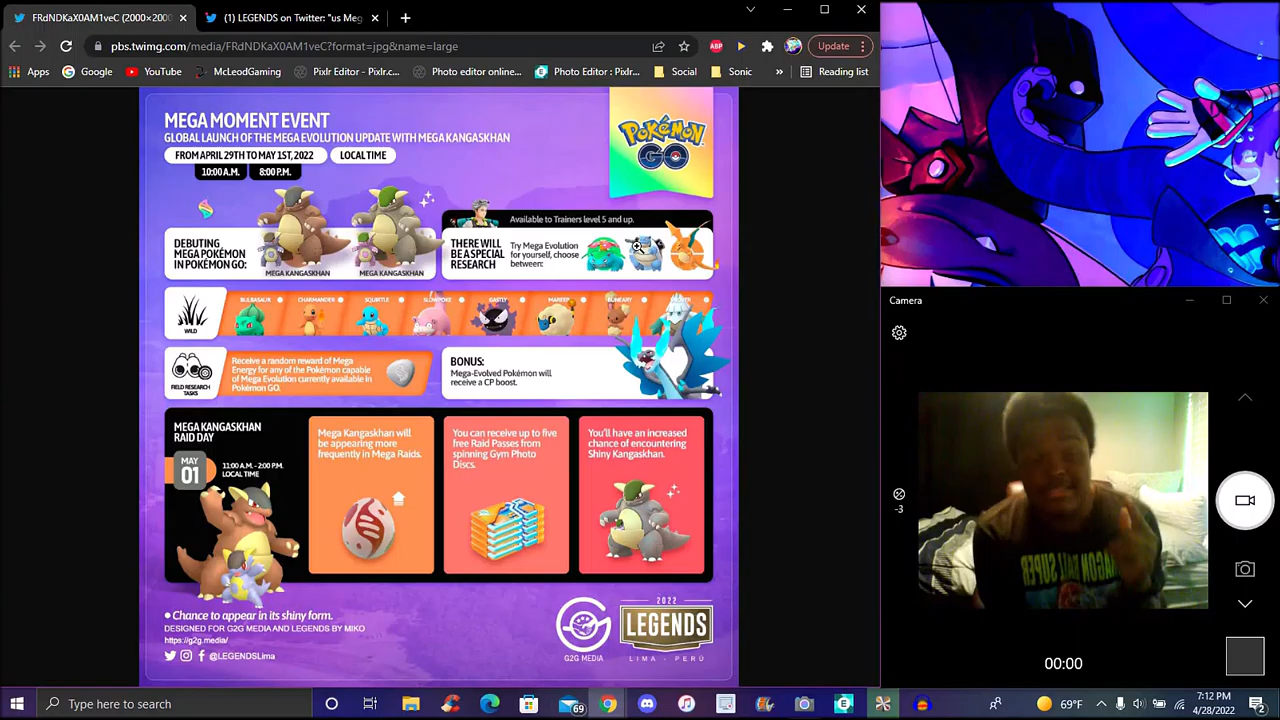 FRdNDKaX0AM1veC (2000×2000
(1) LEGENDS on Twitter: "us Meg
pbs.twimg.com/media/FRdNDKaX0AM1veC?format=jpg&name=large
ABP
Update
Apps
Google
YouTube
McLeodGaming
Pixlr Editor - Pixlr.c...
Photo editor online...
Photo Editor : Pixlr...
Social
Sonic
»
Reading list
MEGA MOMENT EVENT
GLOBAL LAUNCH OF THE MEGA EVOLUTION UPDATE WITH MEGA KANGASKHAN
FROM APRIL 29TH TO MAY 1ST, 2022
LOCAL TIME
10:00 A.M.
8:00 P.M.
POKéMON
GO
DEBUTING
MEGA POKÉMON
IN POKÉMON GO:
MEGA KANGASKHAN
MEGA KANGASKHAN
Available to Trainers level 5 and up.
THERE WILL
BE A SPECIAL
RESEARCH
Try Mega Evolution
for yourself, choose
between:
WILD
BULBASAUR
CHARMANDER
SQUIRTLE
SLOWPOKE
GASTLY
MAREEP
BUNEARY
FIELD RESEARCH
TASKS
Receive a random reward of Mega
Energy for any of the Pokémon capable
of Mega Evolution currently available in
Pokémon GO.
BONUS:
Mega-Evolved Pokémon will
receive a CP boost.
MEGA KANGASKHAN
RAID DAY
MAY
01
11:00 A.M. - 2:00 P.M.
LOCAL TIME
Mega Kangaskhan will
be appearing more
frequently in Mega Raids.
You can receive up to five
free Raid Passes from
spinning Gym Photo
Discs.
You'll have an increased
chance of encountering
Shiny Kangaskhan.
Chance to appear in its shiny form.
DESIGNED FOR G2G MEDIA AND LEGENDS BY MIKO
https://g2g.media/
@LEGENDSLima
G2G MEDIA
2022
LEGENDS
LIMA - PERÚ
Camera
-3
00:00
Type here to search
69
69°F
7:12 PM
4/28/2022
2